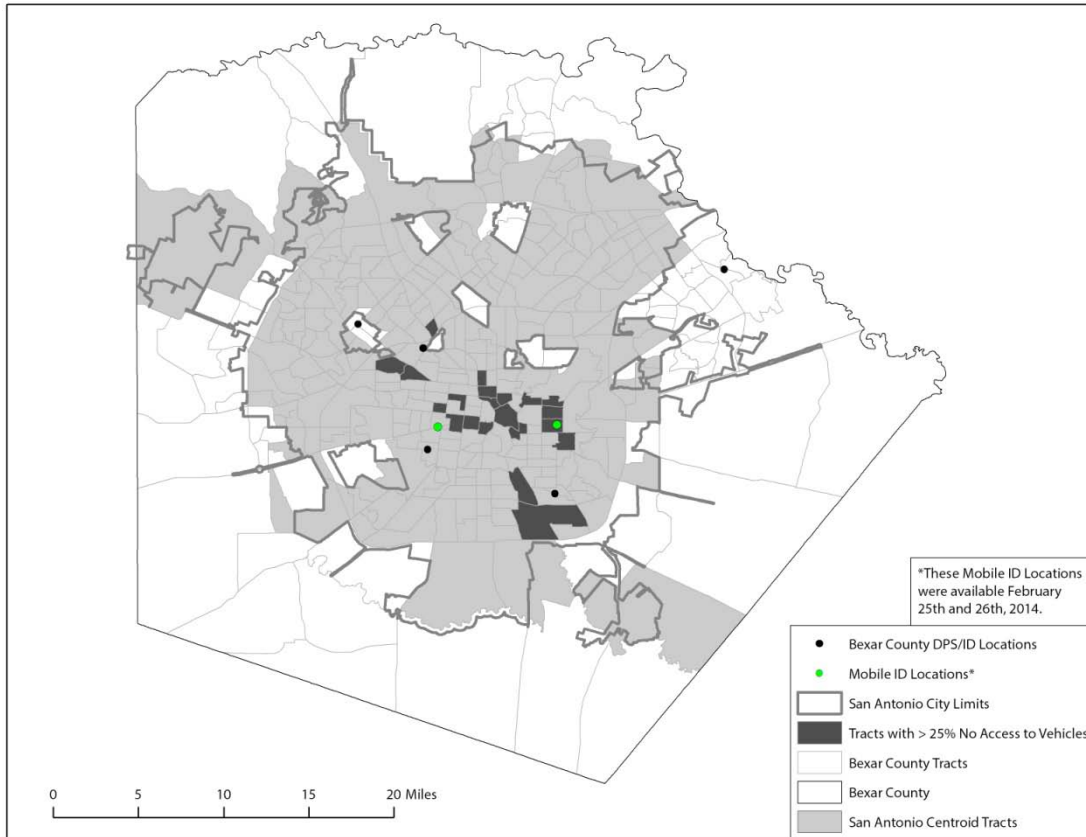 *These Mobile ID Locations
were available February
25th and 26th, 2014.
Bexar County DPS/ID Locations
Mobile ID Locations*
San Antonio City Limits
Tracts with > 25% No Access to Vehicles
Bexar County Tracts
Bexar County
San Antonio Centroid Tracts
0 5 10 20 Miles